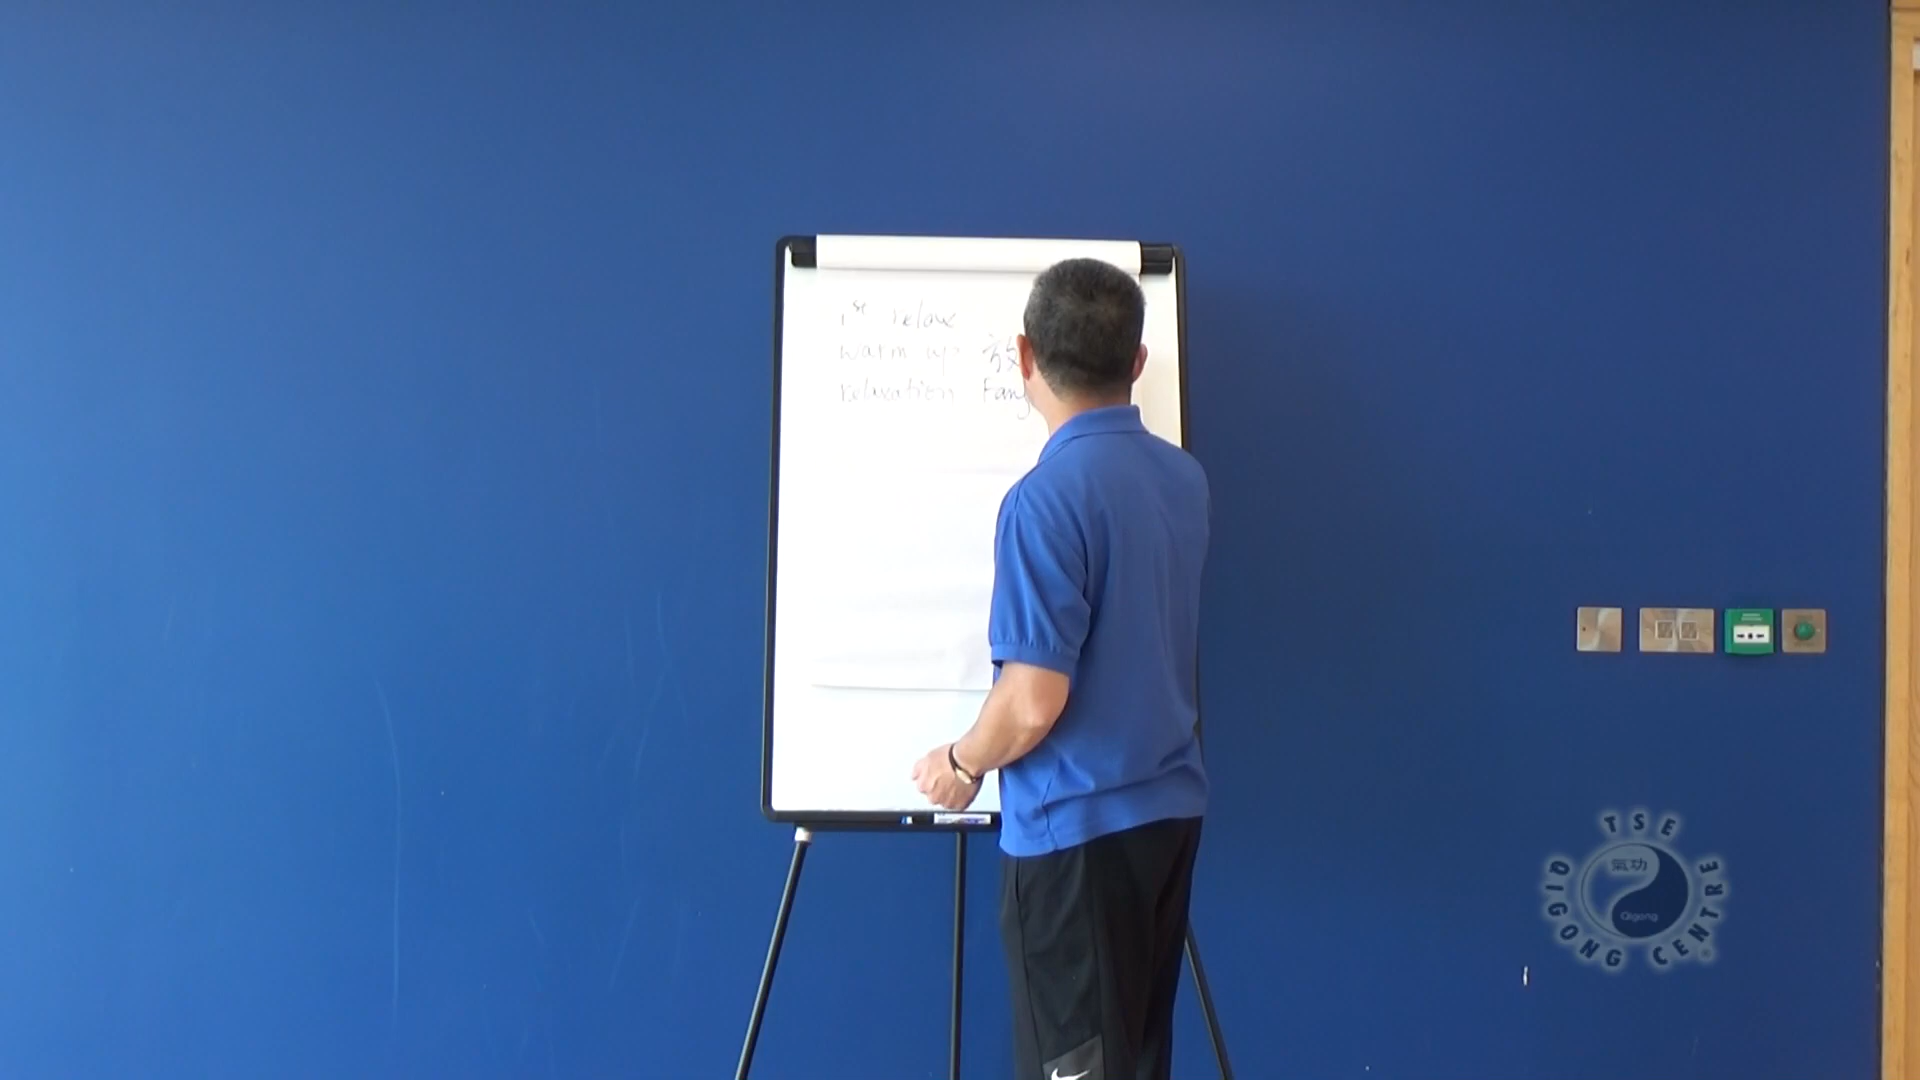 1st relax
warm up 放
relaxation Fang
TSE QIGONG CENTRE
氣功
Qigong